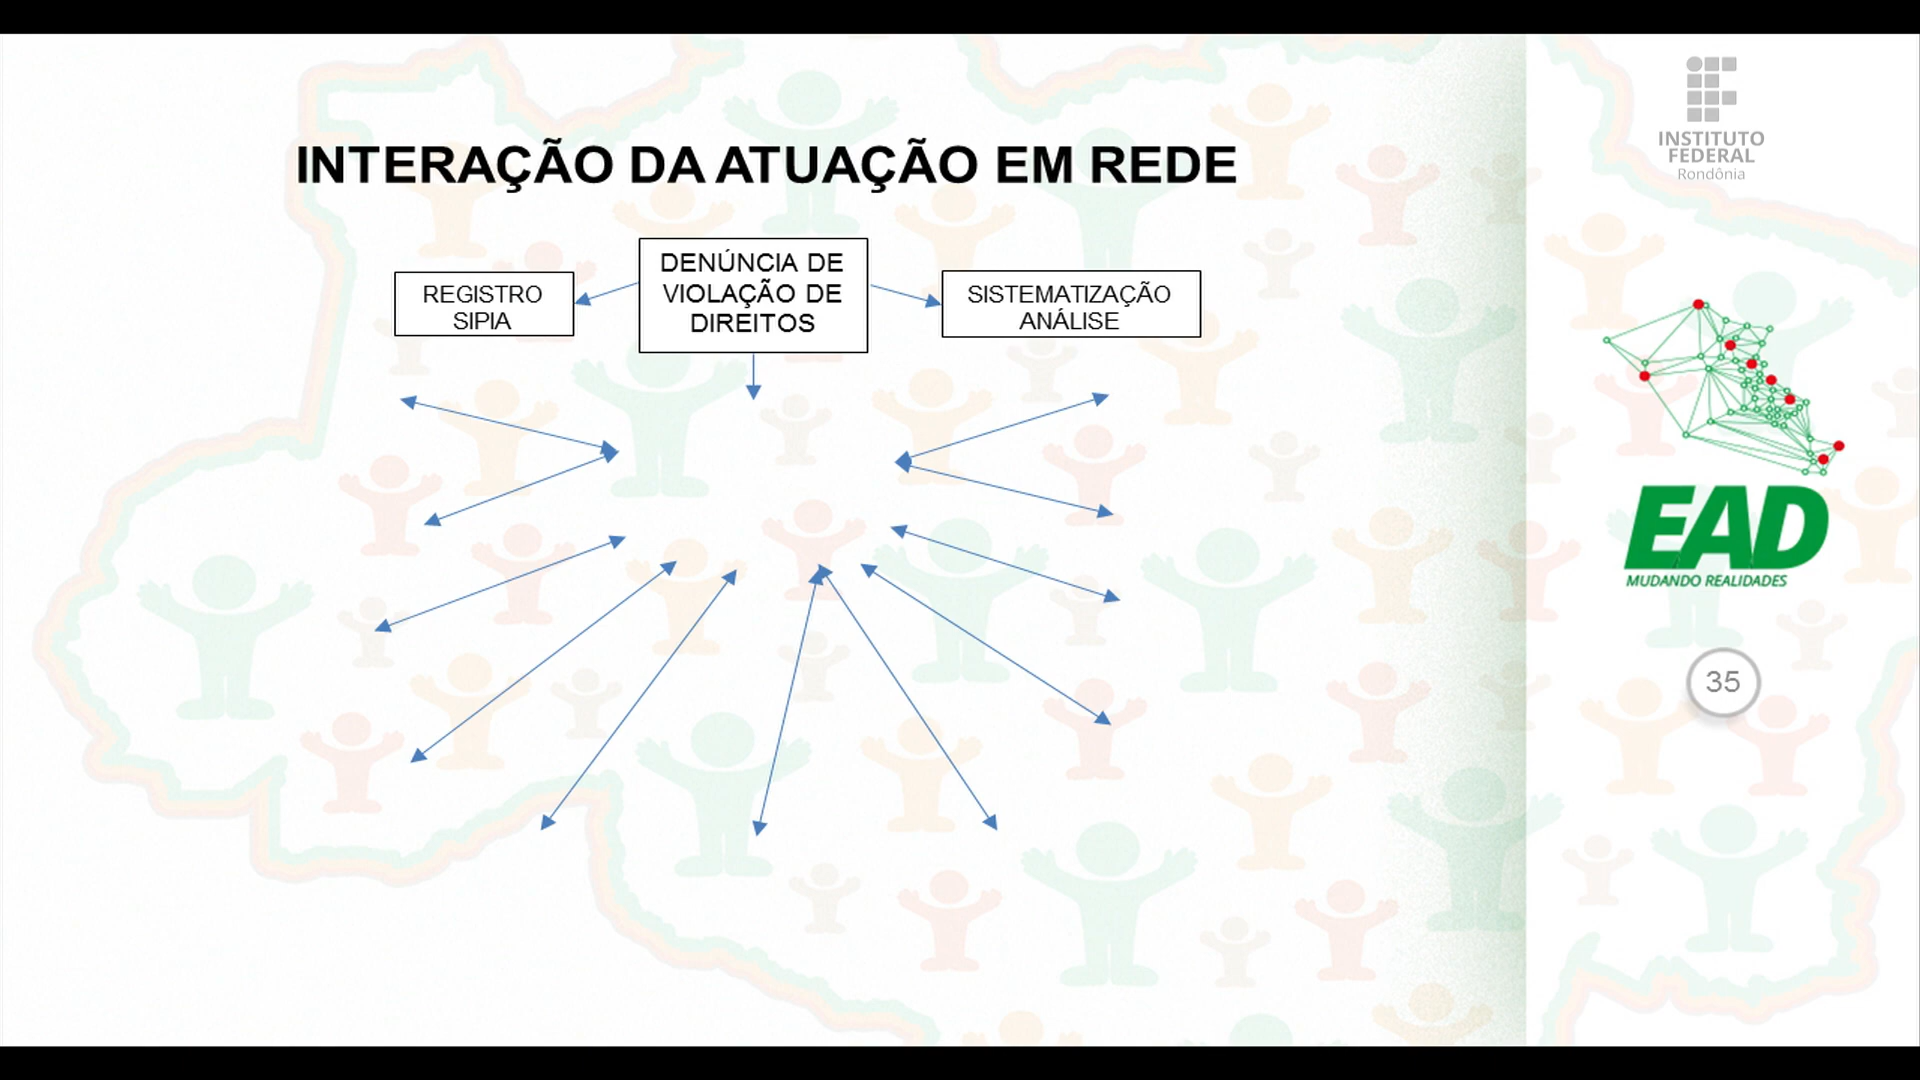 INTERAÇÃO DA ATUAÇÃO EM REDE
REGISTRO
SIPIA
DENÚNCIA DE
VIOLAÇÃO DE
DIREITOS
SISTEMATIZAÇÃO
ANÁLISE
INSTITUTO
FEDERAL
Rondônia
EAD
MUDANDO REALIDADES
35